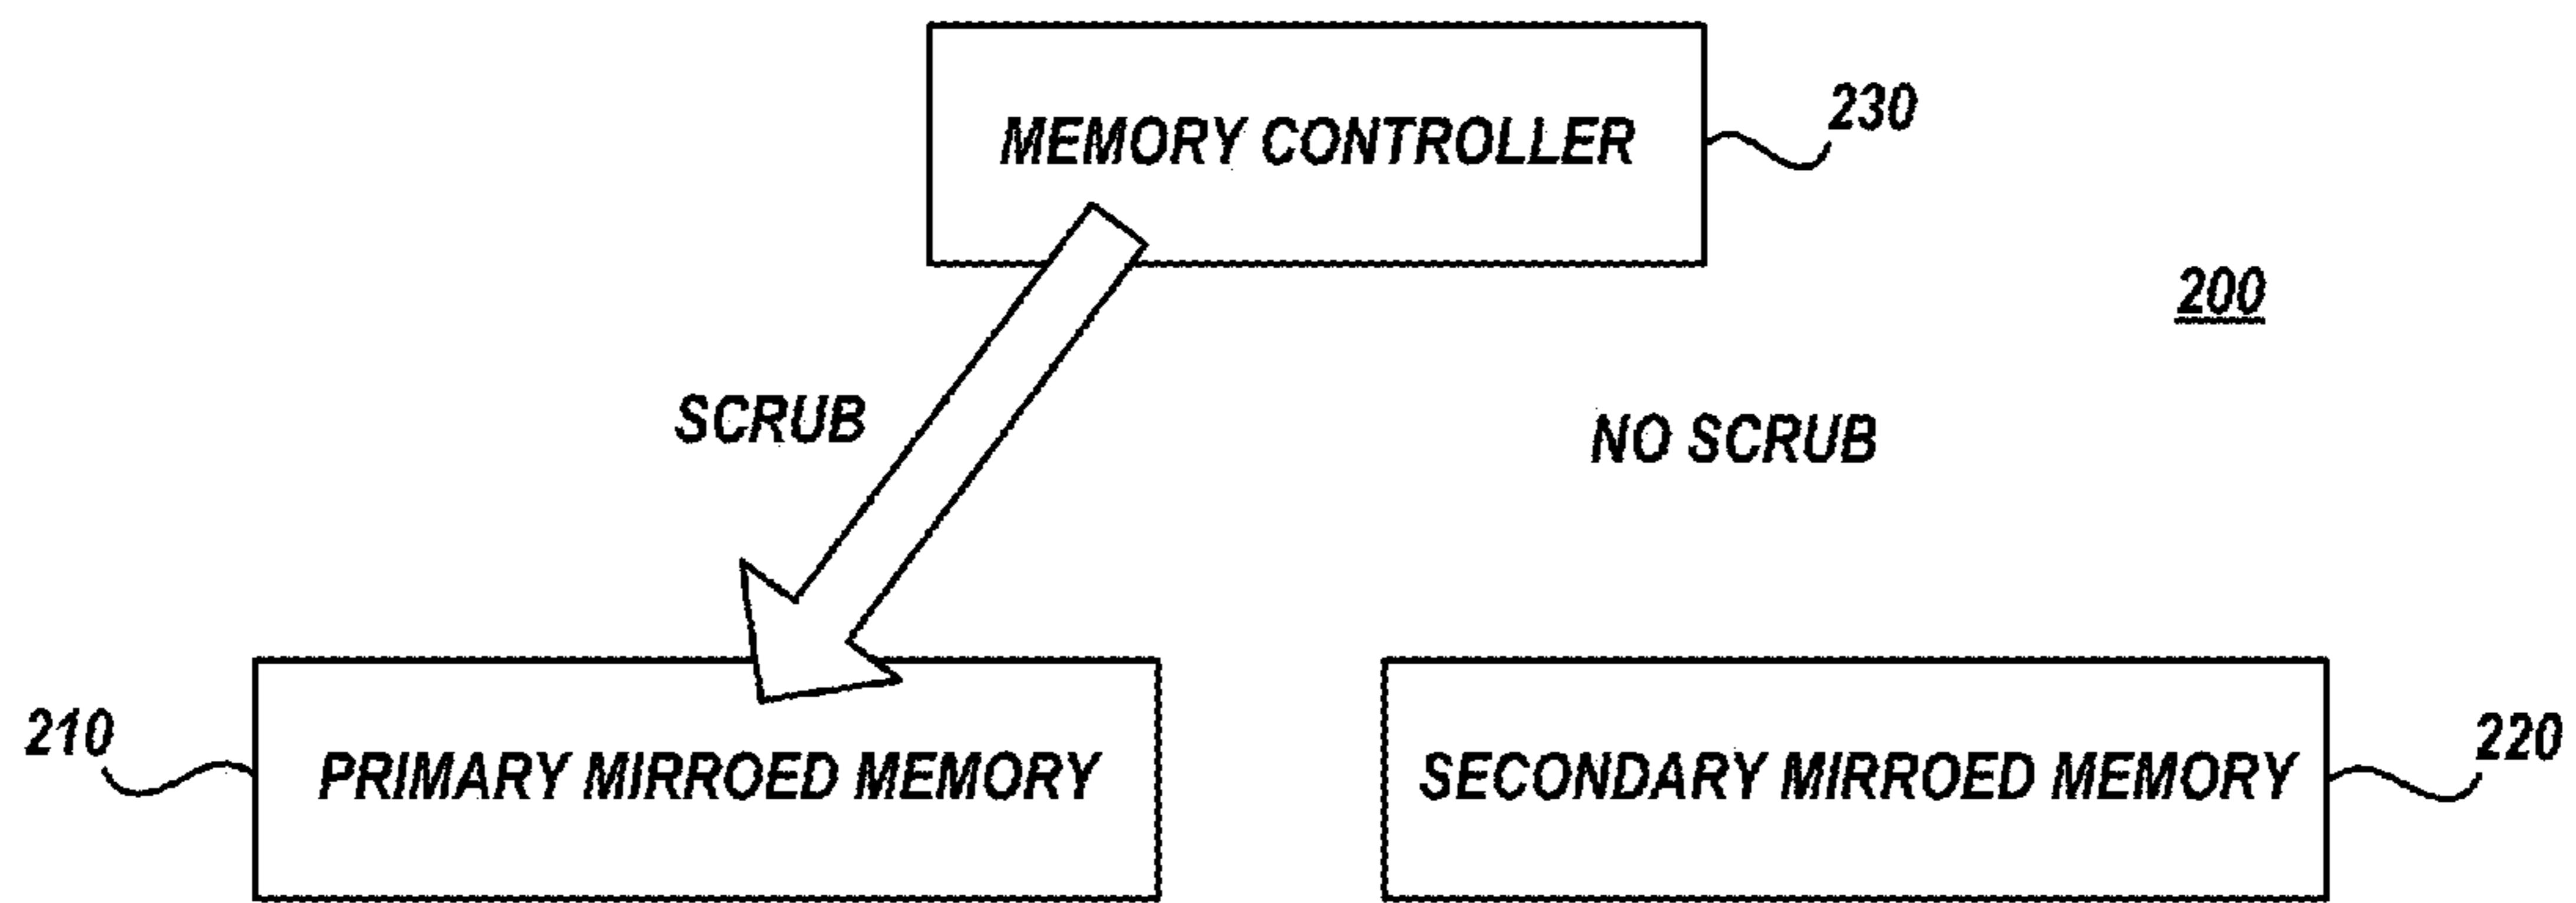 MEMORY CONTROLLER
230
200
SCRUB
NO SCRUB
210
PRIMARY MIRROED MEMORY
SECONDARY MIRROED MEMORY
220